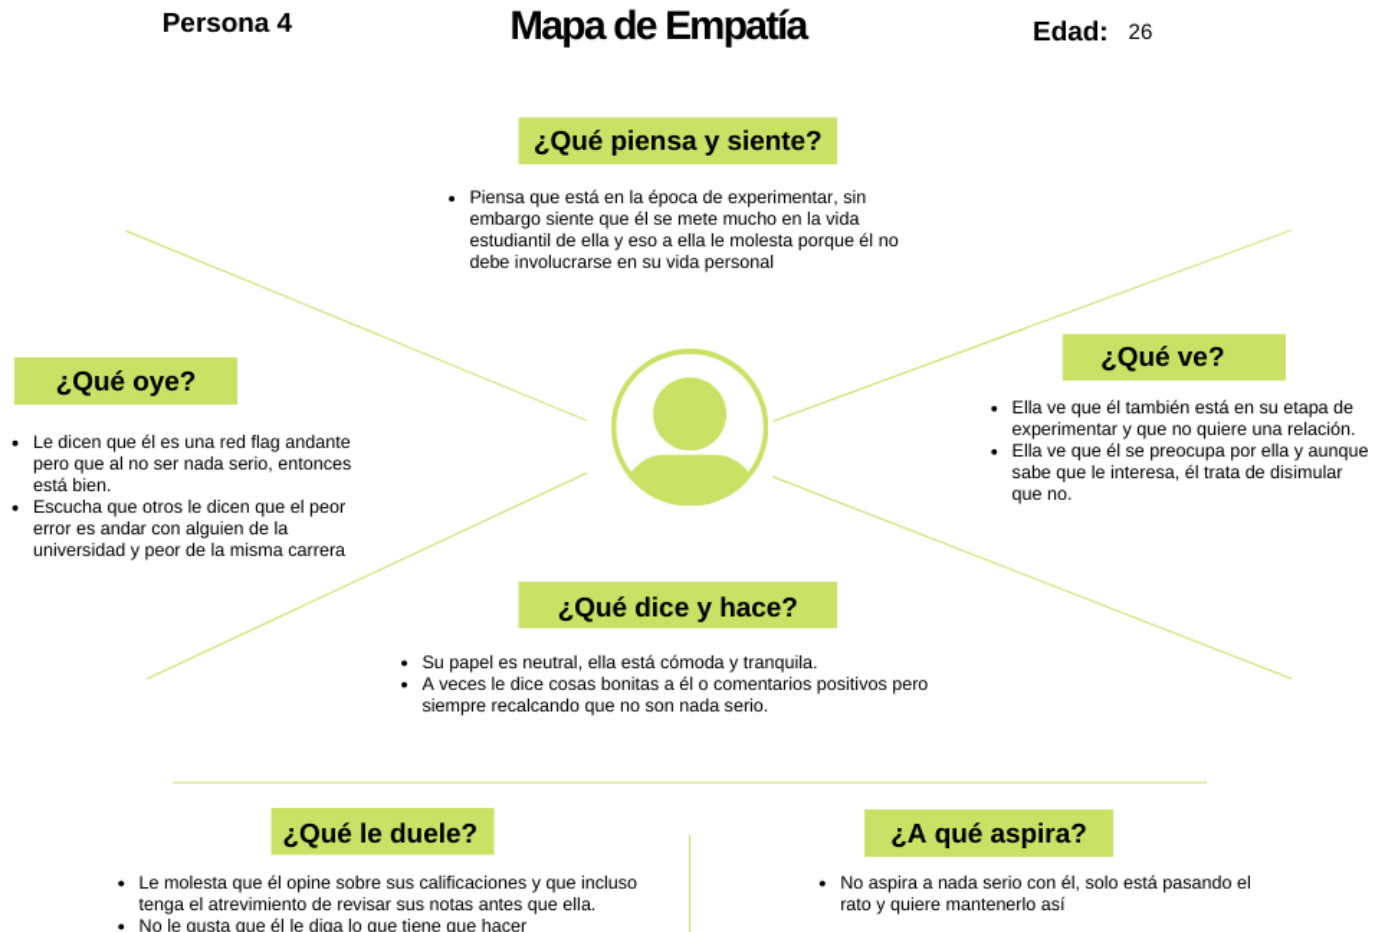 Persona 4
Mapa de Empatía
Edad: 26
¿Qué piensa y siente?
• Piensa que está en la época de experimentar, sin
embargo siente que él se mete mucho en la vida
estudiantil de ella y eso a ella le molesta porque él no
debe involucrarse en su vida personal
¿Qué oye?
• Le dicen que él es una red flag andante
pero que al no ser nada serio, entonces
está bien.
• Escucha que otros le dicen que el peor
error es andar con alguien de la
universidad y peor de la misma carrera
¿Qué ve?
• Ella ve que él también está en su etapa de
experimentar y que no quiere una relación.
• Ella ve que él se preocupa por ella y aunque
sabe que le interesa, él trata de disimular
que no.
¿Qué dice y hace?
• Su papel es neutral, ella está cómoda y tranquila.
• A veces le dice cosas bonitas a él o comentarios positivos pero
siempre recalcando que no son nada serio.
¿Qué le duele?
• Le molesta que él opine sobre sus calificaciones y que incluso
tenga el atrevimiento de revisar sus notas antes que ella.
• No le gusta que él le diga lo que tiene que hacer
¿A qué aspira?
• No aspira a nada serio con él, solo está pasando el
rato y quiere mantenerlo así